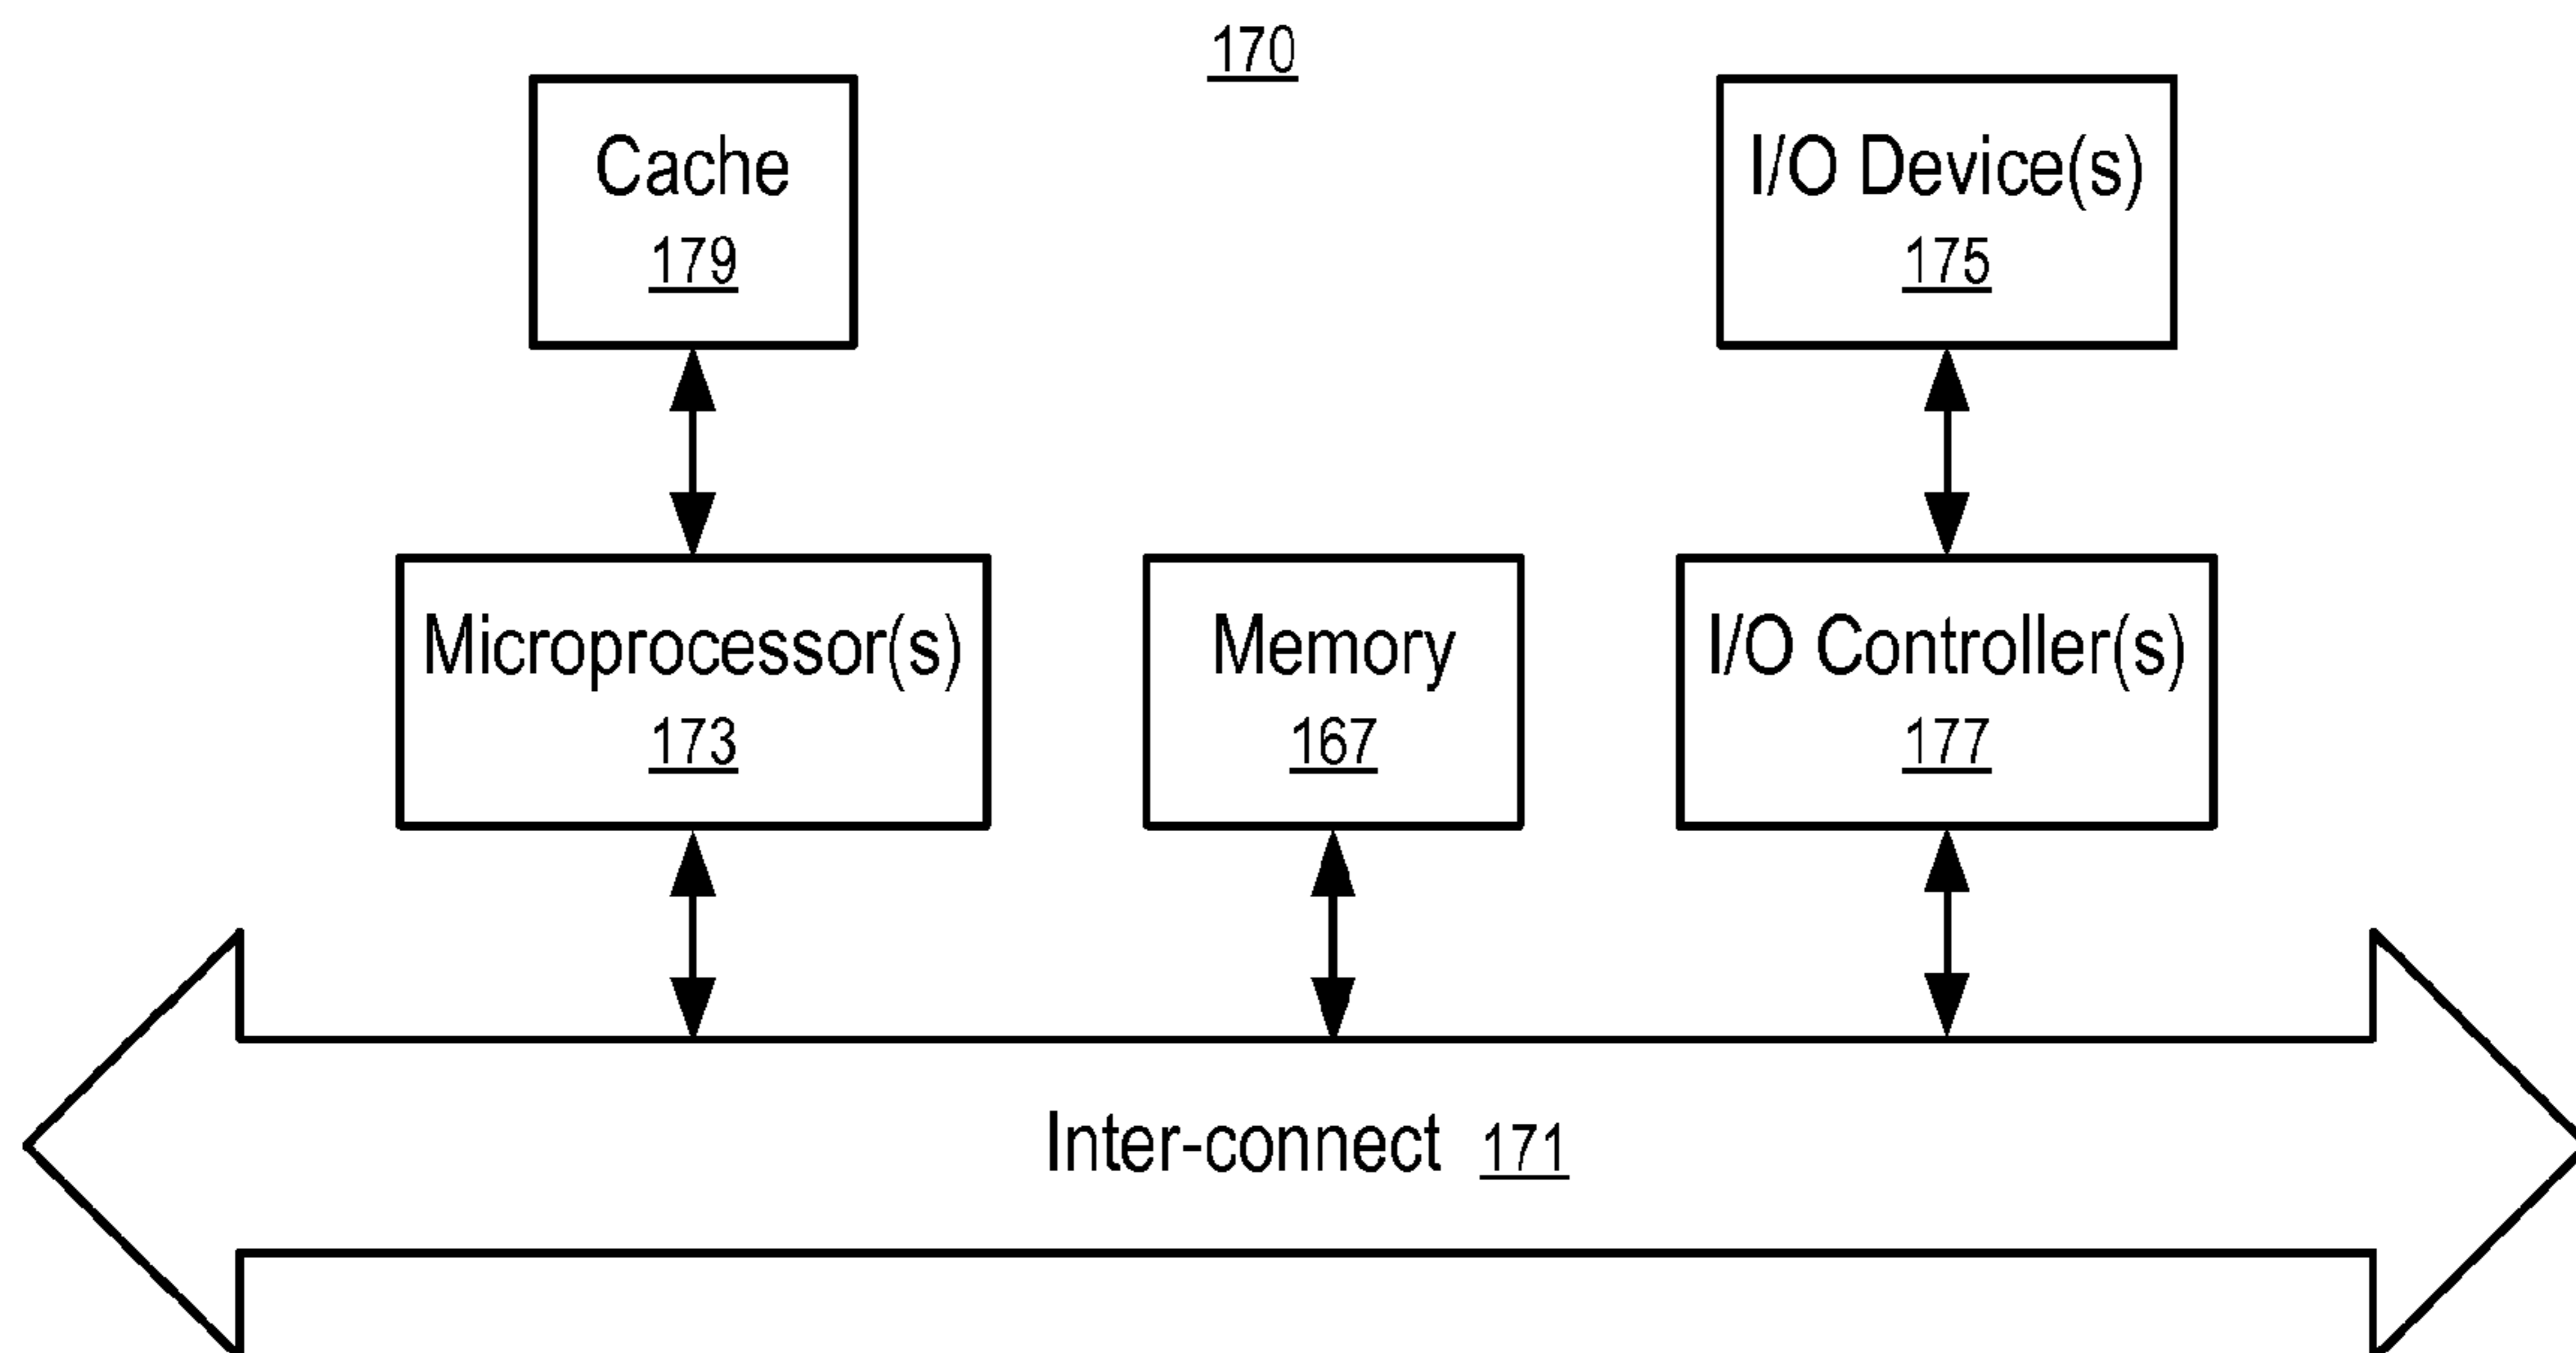 170
Cache
179
I/O Device(s)
175
Microprocessor(s)
173
Memory
167
I/O Controller(s)
177
Inter-connect 171